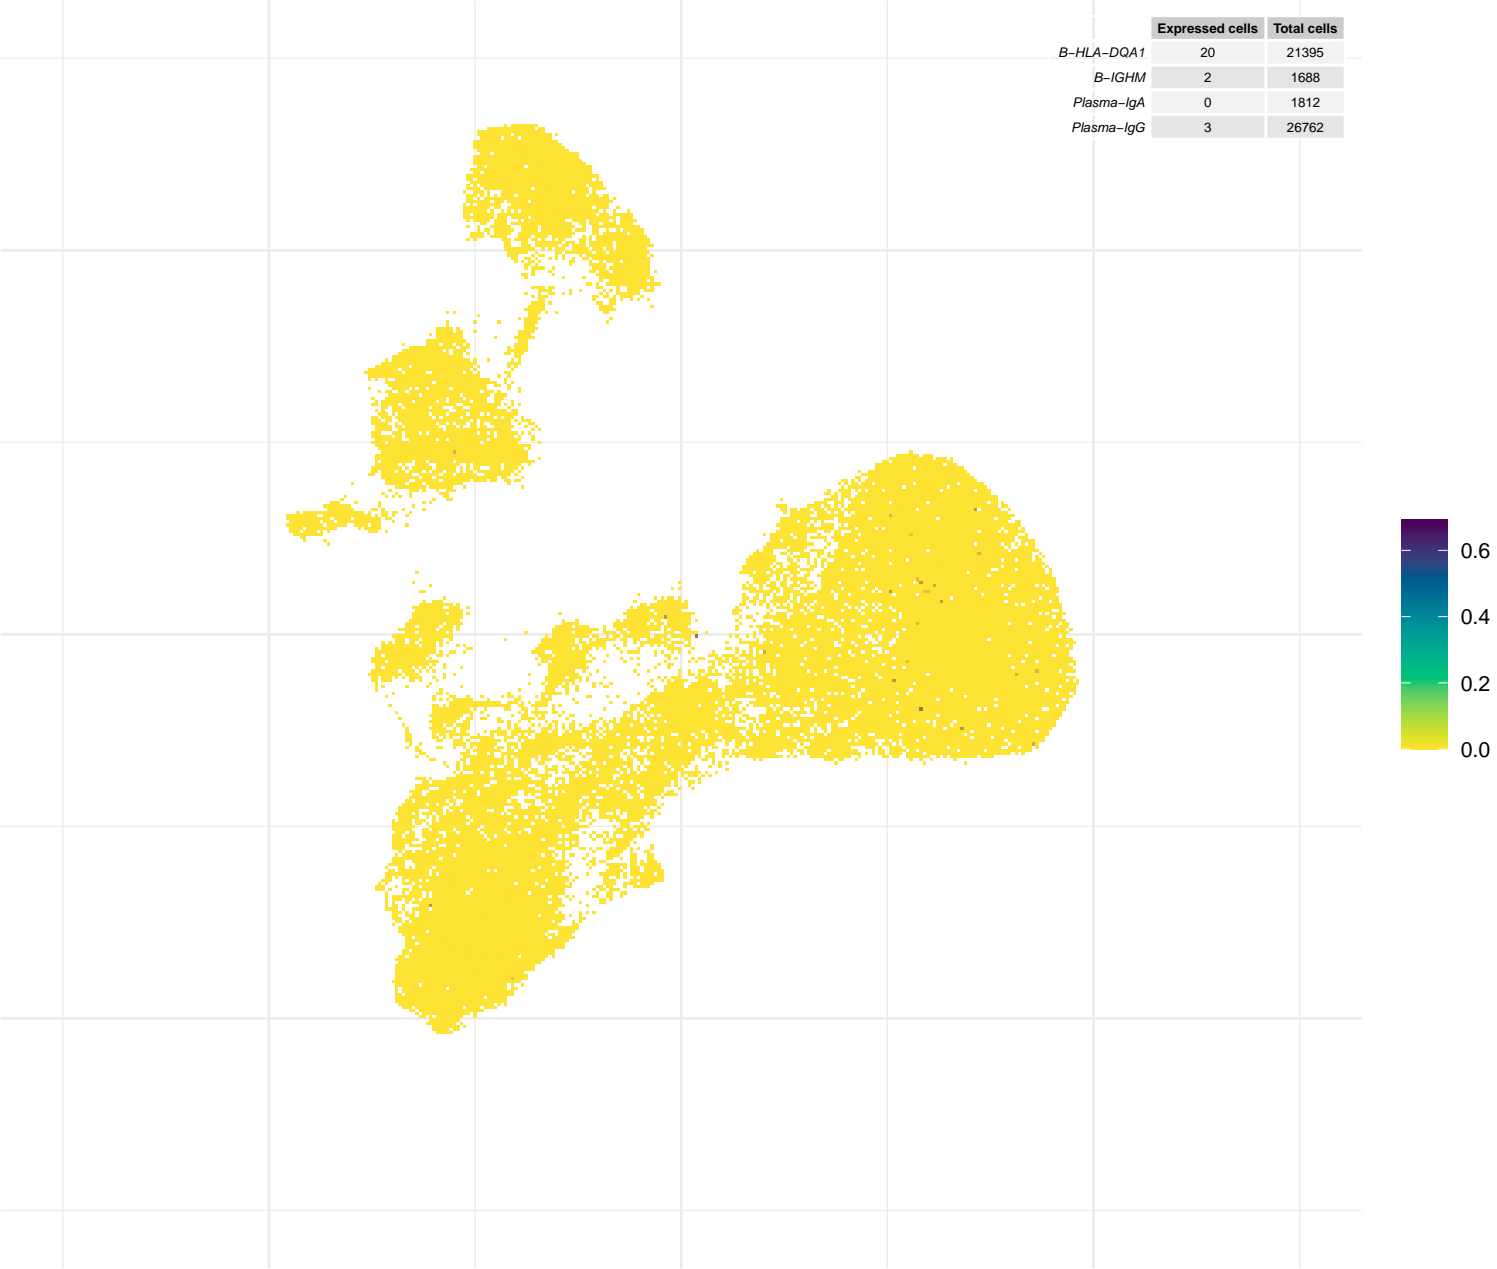 Expressed cells Total cells
B−HLA−DQA1 20 21395
B−IGHM 2 1688
Plasma−IgA 0 1812
Plasma−IgG 3 26762
0.6
0.4
0.2
0.0